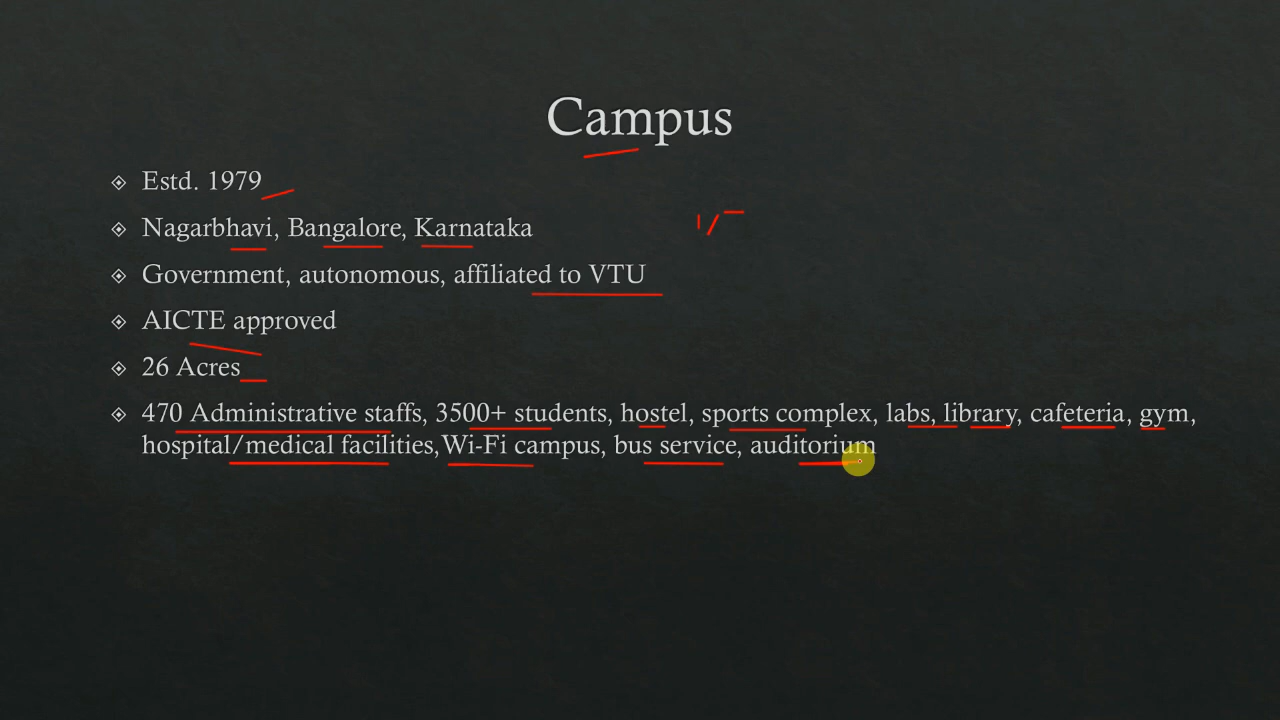 Campus
Estd. 1979
Nagarbhavi, Bangalore, Karnataka
Government, autonomous, affiliated to VTU
AICTE approved
26 Acres
470 Administrative staffs, 3500+ students, hostel, sports complex, labs, library, cafeteria, gym,
hospital/medical facilities,Wi-Fi campus, bus service, auditorium